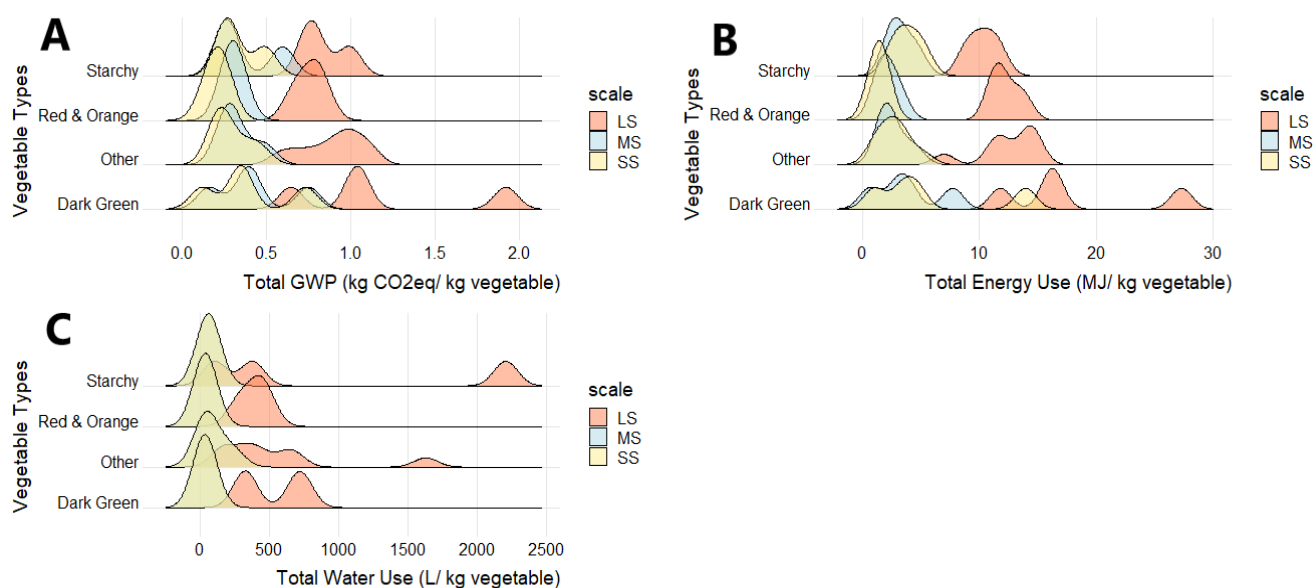 A
Vegetable Types
Starchy
Red & Orange
Other
Dark Green
0.0 0.5 1.0 1.5 2.0
Total GWP (kg CO2eq/ kg vegetable)
scale
LS
MS
SS
B
Vegetable Types
Starchy
Red & Orange
Other
Dark Green
0 10 20 30
Total Energy Use (MJ/ kg vegetable)
scale
LS
MS
SS
C
Vegetable Types
Starchy
Red & Orange
Other
Dark Green
0 500 1000 1500 2000 2500
Total Water Use (L/ kg vegetable)
scale
LS
MS
SS